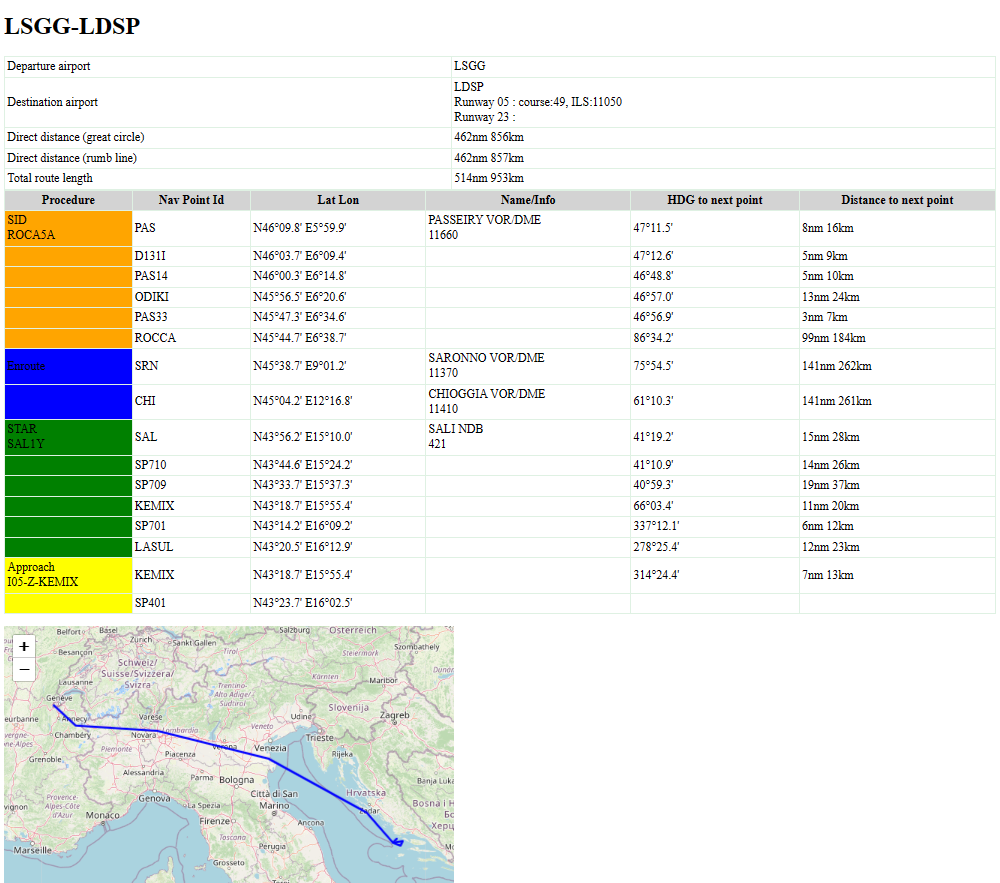 LSGG-LDSP
Departure airport LSGG
Destination airport LDSP
Runway 05 : course:49, ILS:11050
Runway 23 :
Direct distance (great circle) 462nm 856km
Direct distance (rumb line) 462nm 857km
Total route length 514nm 953km
Procedure Nav Point Id Lat Lon Name/Info HDG to next point Distance to next point
SID
ROCA5A PAS N46°09.8' E5°59.9' PASSEIRY VOR/DME
11660 47°11.5' 8nm 16km
D131I N46°03.7' E6°09.4' 47°12.6' 5nm 9km
PAS14 N46°00.3' E6°14.8' 46°48.8' 5nm 10km
ODIKI N45°56.5' E6°20.6' 46°57.0' 13nm 24km
PAS33 N45°47.3' E6°34.6' 46°56.9' 3nm 7km
ROCCA N45°44.7' E6°38.7' 86°34.2' 99nm 184km
Enroute SRN N45°38.7' E9°01.2' SARONNO VOR/DME
11370 75°54.5' 141nm 262km
CHI N45°04.2' E12°16.8' CHIOGGIA VOR/DME
11410 61°10.3' 141nm 261km
STAR
SAL1Y SAL N43°56.2' E15°10.0' SALI NDB
421 41°19.2' 15nm 28km
SP710 N43°44.6' E15°24.2' 41°10.9' 14nm 26km
SP709 N43°33.7' E15°37.3' 40°59.3' 19nm 37km
KEMIX N43°18.7' E15°55.4' 66°03.4' 11nm 20km
SP701 N43°14.2' E16°09.2' 337°12.1' 6nm 12km
LASUL N43°20.5' E16°12.9' 278°25.4' 12nm 23km
Approach
I05-Z-KEMIX KEMIX N43°18.7' E15°55.4' 314°24.4' 7nm 13km
SP401 N43°23.7' E16°02.5'
+
−
Belfort
Basel
Zürich
Sankt Gallen
Salzburg
Österreich
Szombathely
Besançon
Tirol
Steiermark
Schweiz/
Suisse/Svizzera/
Svizra
Kärnten
Maribor
Lausanne
Trentino-
Alto Adige/
Südtirol
Genève
Slovenija
Zagreb
Annecy
Varese
Udine
eurbanne
Chambéry
Novara
Lombardia
Veneto
Trieste
vergne-
ne-Alpes
Piemonte
Verona
Venezia
Rijeka
Grenoble
Piacenza
Alessandria
Parma
Bologna
Banja Luka
Provence-
Alpes-Côte
d'Azur
Genova
La Spezia
Città di San
Marino
Hrvatska
Zadar
Bosna i H
vignon
Monaco
Firenze
Ancona
Toscana
Perugia
Marseille
Grosseto